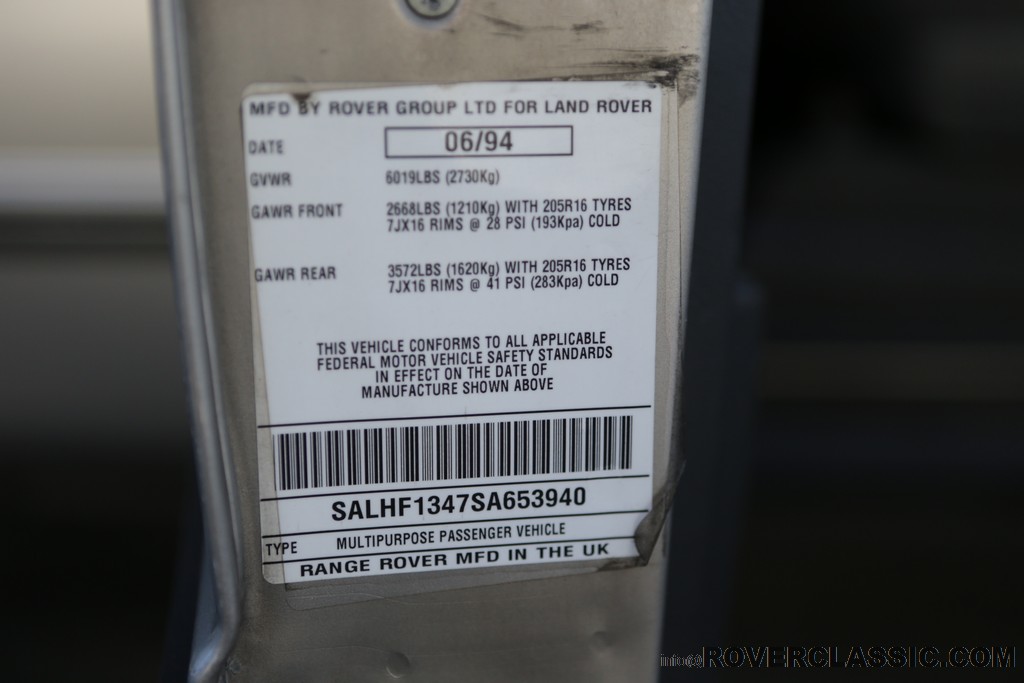 MFD BY ROVER GROUP LTD FOR LAND ROVER
DATE 06/94
GVWR 6019LBS (2730Kg)
GAWR FRONT 2668LBS (1210Kg) WITH 205R16 TYRES
7JX16 RIMS @ 28 PSI (193Kpa) COLD
GAWR REAR 3572LBS (1620Kg) WITH 205R16 TYRES
7JX16 RIMS @ 41 PSI (283Kpa) COLD
THIS VEHICLE CONFORMS TO ALL APPLICABLE
FEDERAL MOTOR VEHICLE SAFETY STANDARDS
IN EFFECT ON THE DATE OF
MANUFACTURE SHOWN ABOVE
SALHF1347SA653940
TYPE MULTIPURPOSE PASSENGER VEHICLE
RANGE ROVER MFD IN THE UK
info@ROVERCLASSIC.COM